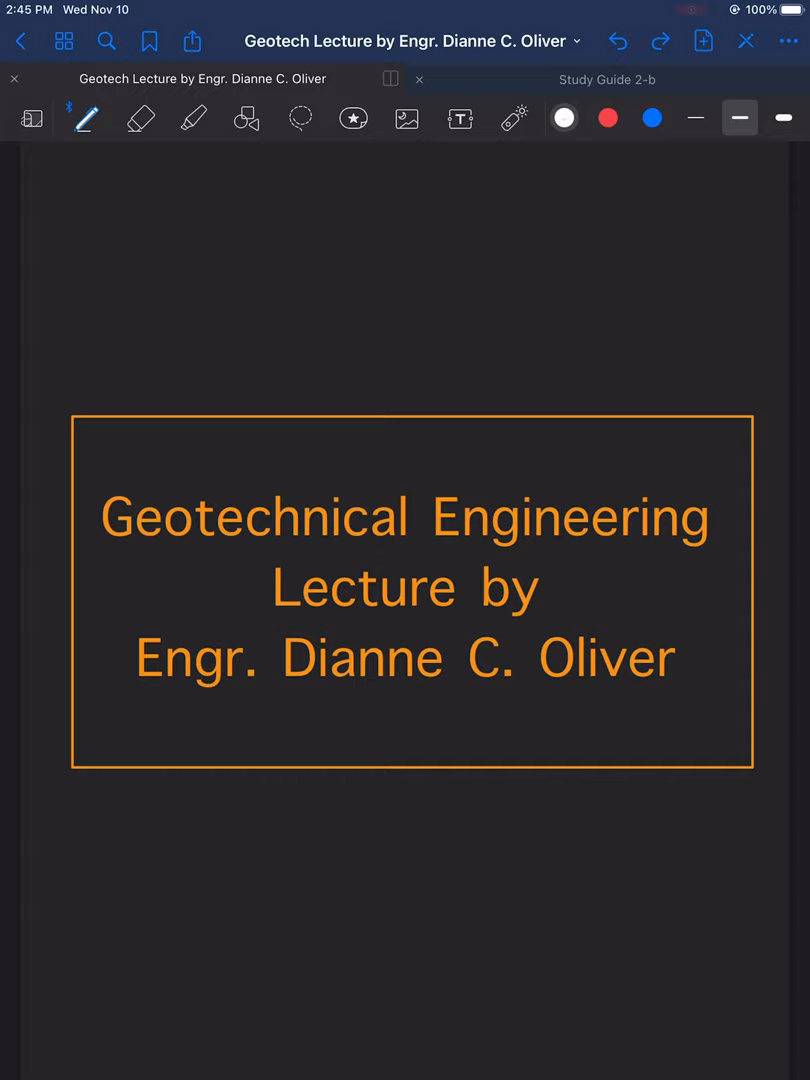 2:45 PM Wed Nov 10
100%
Geotech Lecture by Engr. Dianne C. Oliver
Geotech Lecture by Engr. Dianne C. Oliver
Study Guide 2-b
T
Geotechnical Engineering
Lecture by
Engr. Dianne C. Oliver